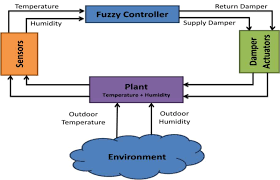 Temperature
Humidity
Fuzzy Controller
Return Damper
Supply Damper
Sensors
Damper
Actuators
Plant
Temperature + Humidity
Outdoor
Temperature
Outdoor
Humidity
Environment